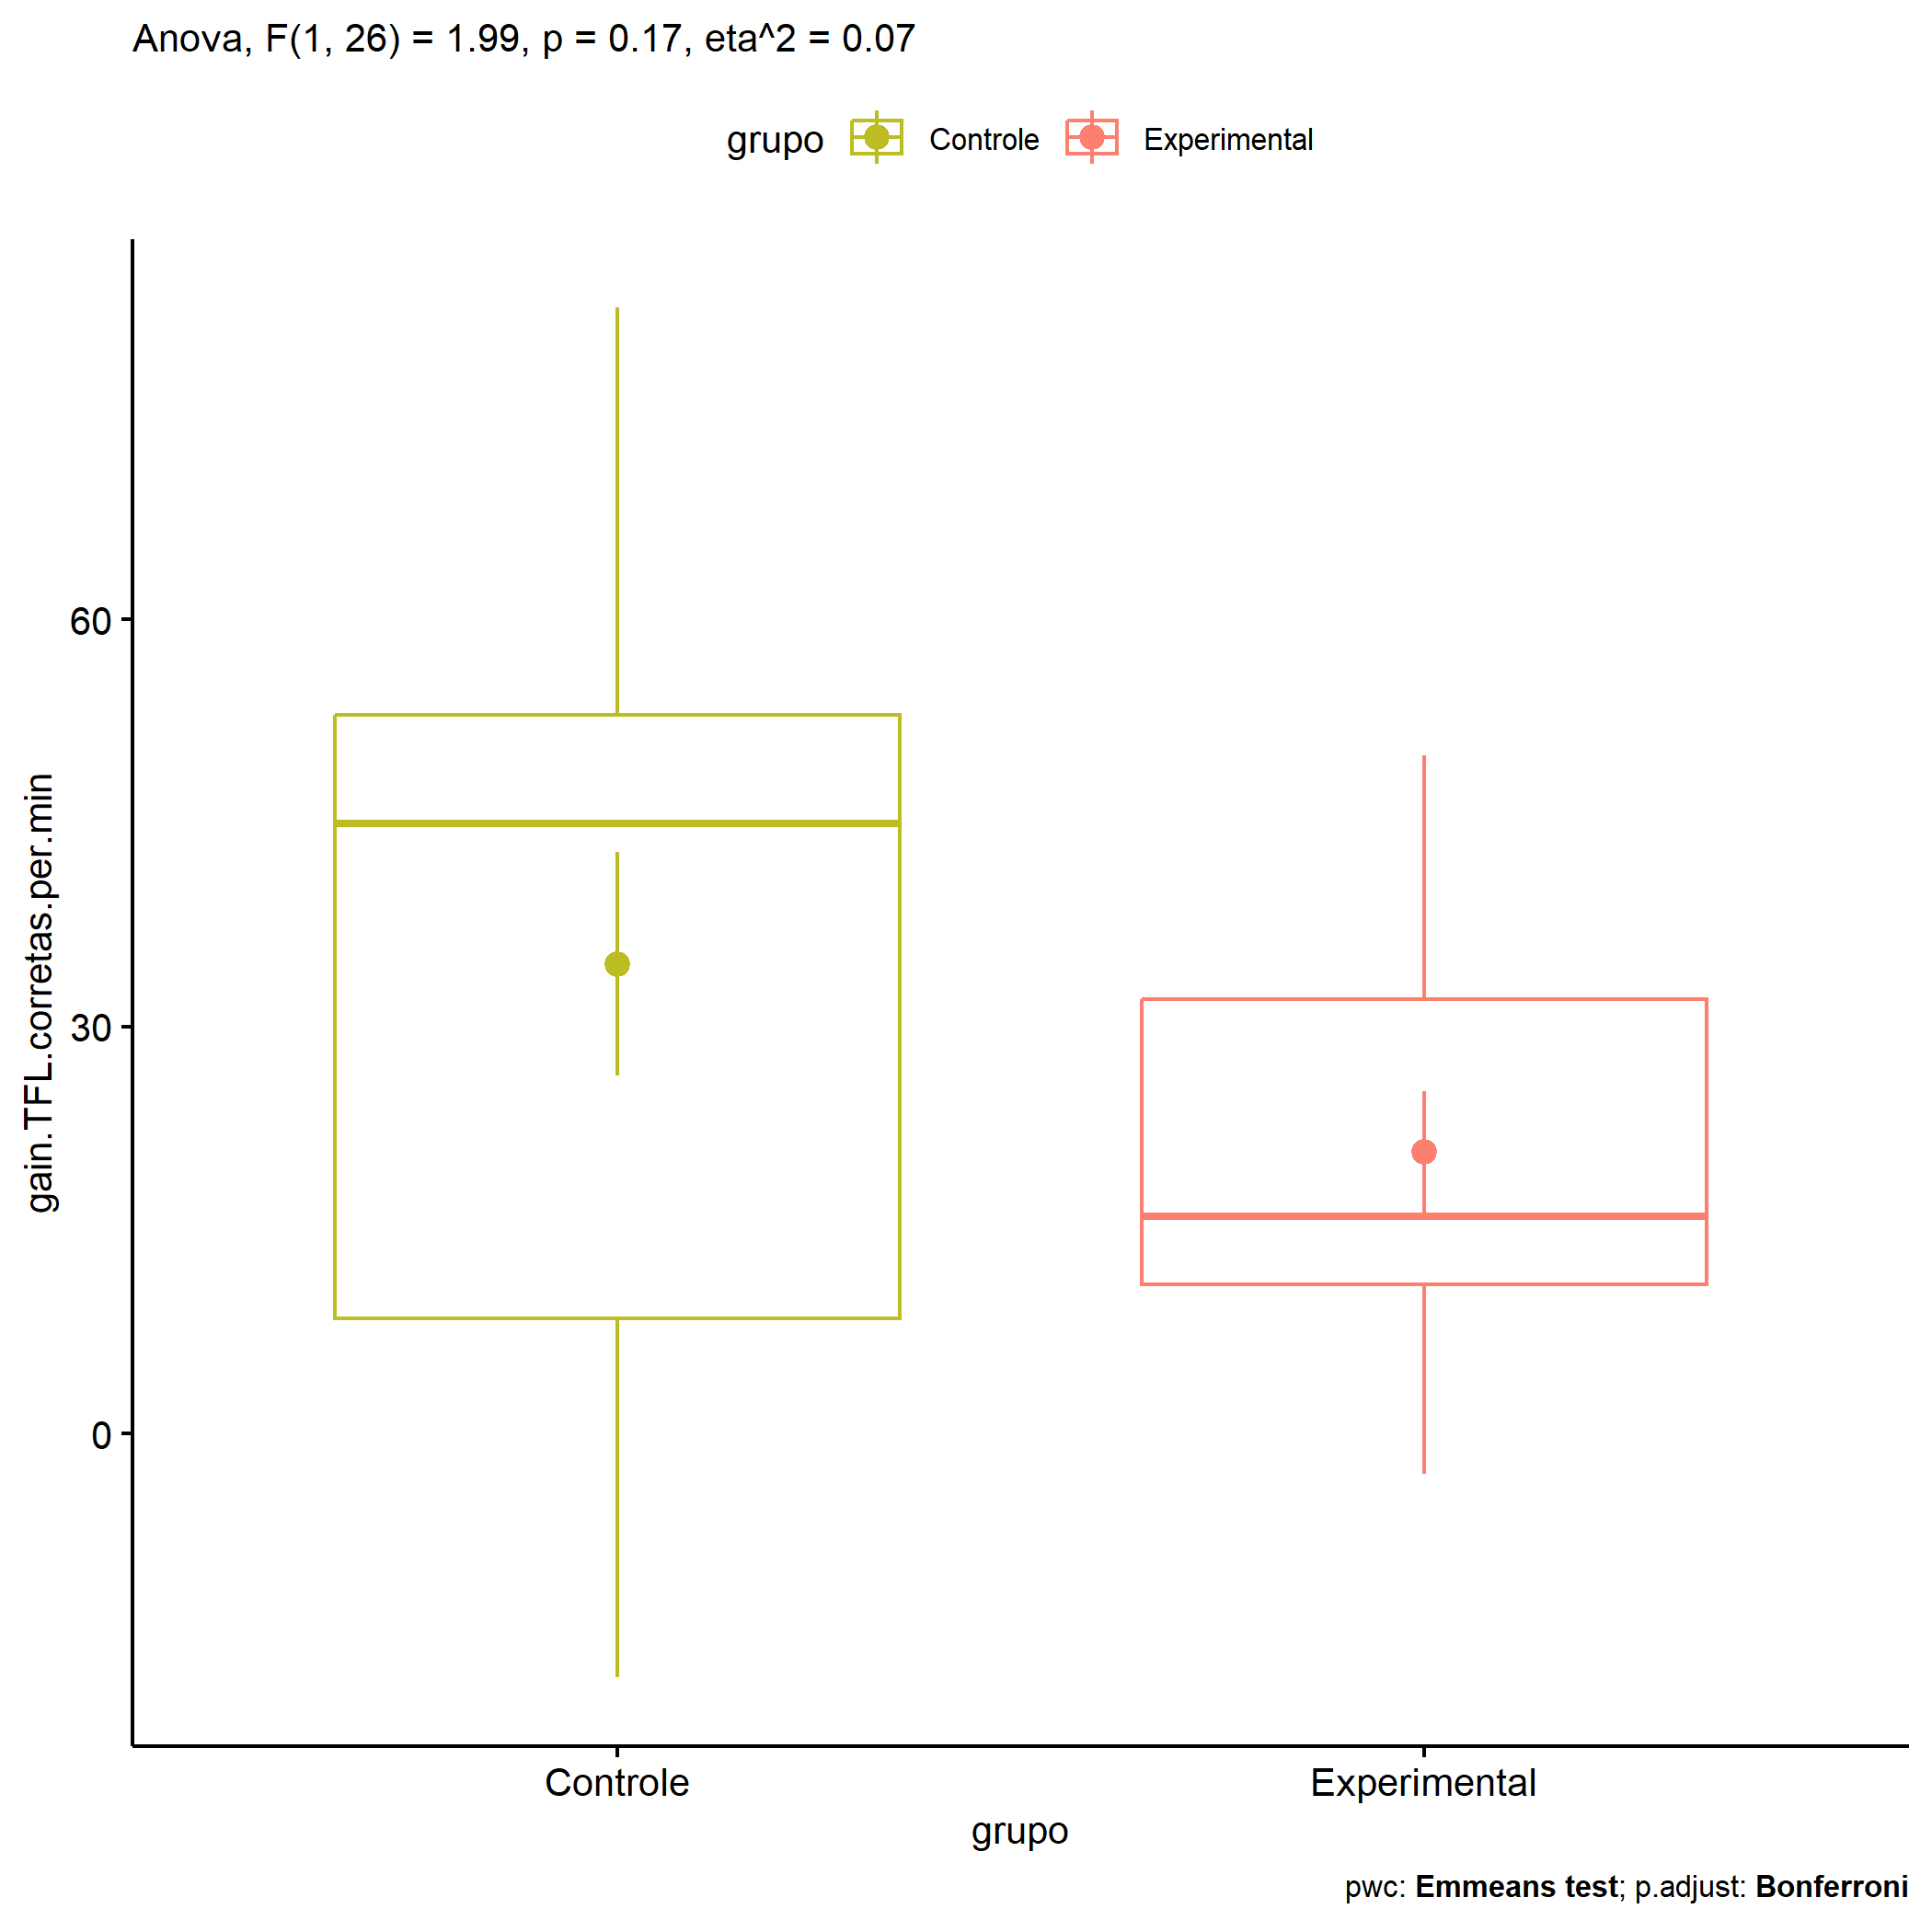 Anova, F(1, 26) = 1.99, p = 0.17, eta^2 = 0.07
grupo Controle Experimental
gain.TFL.corretas.per.min
60
30
0
Controle Experimental
grupo
pwc: Emmeans test; p.adjust: Bonferroni